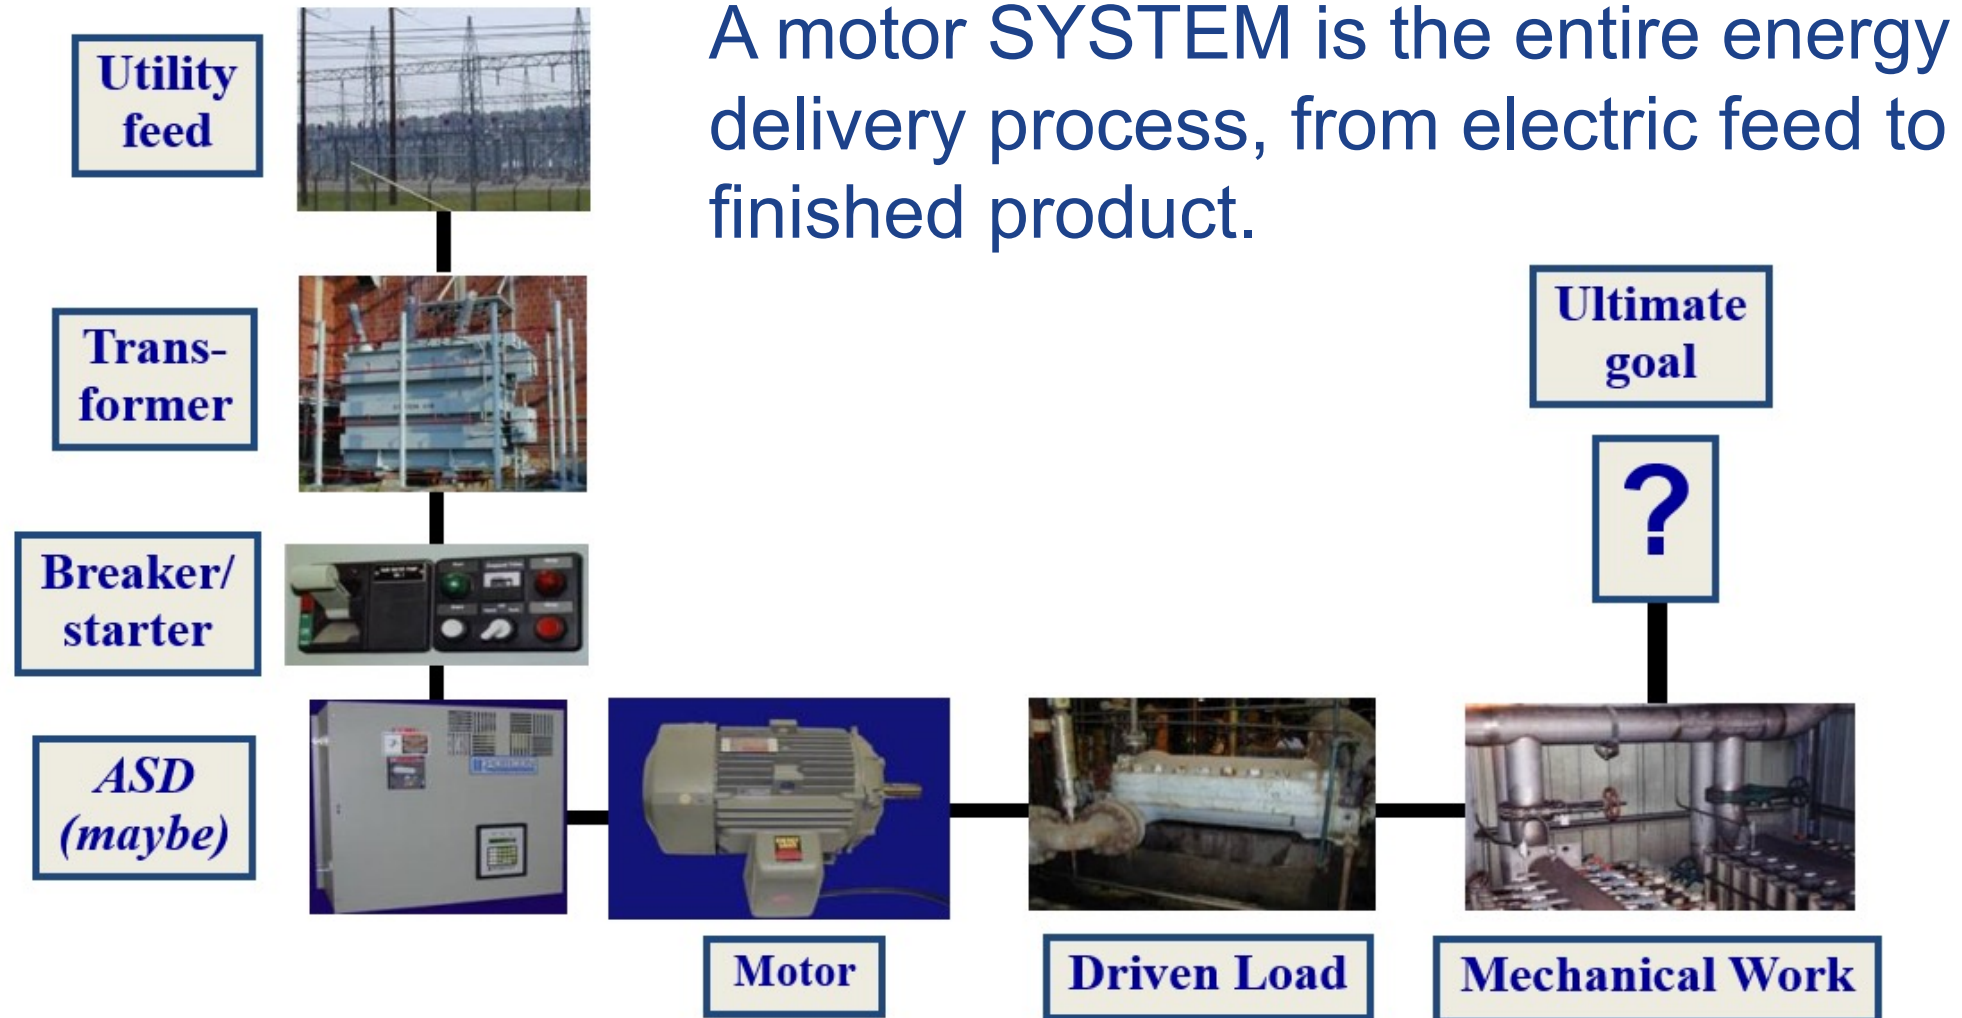 A motor SYSTEM is the entire energy
delivery process, from electric feed to
finished product.
Utility
feed
Trans-
former
Breaker/
starter
ASD
(maybe)
Motor
Driven Load
Mechanical Work
Ultimate
goal
?